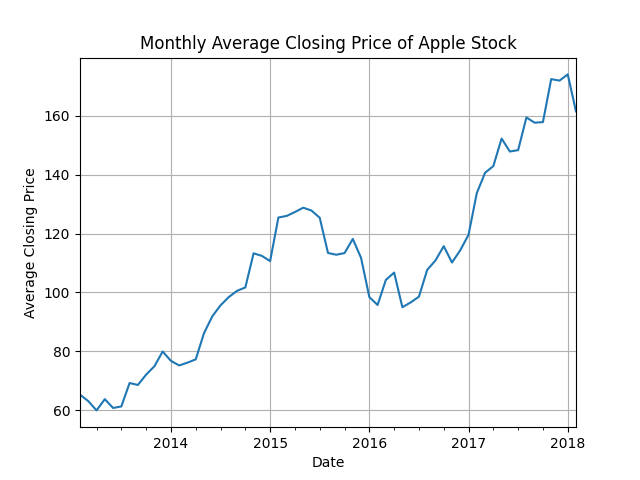 Monthly Average Closing Price of Apple Stock
Average Closing Price
160
140
120
100
80
60
2014 2015 2016 2017 2018
Date